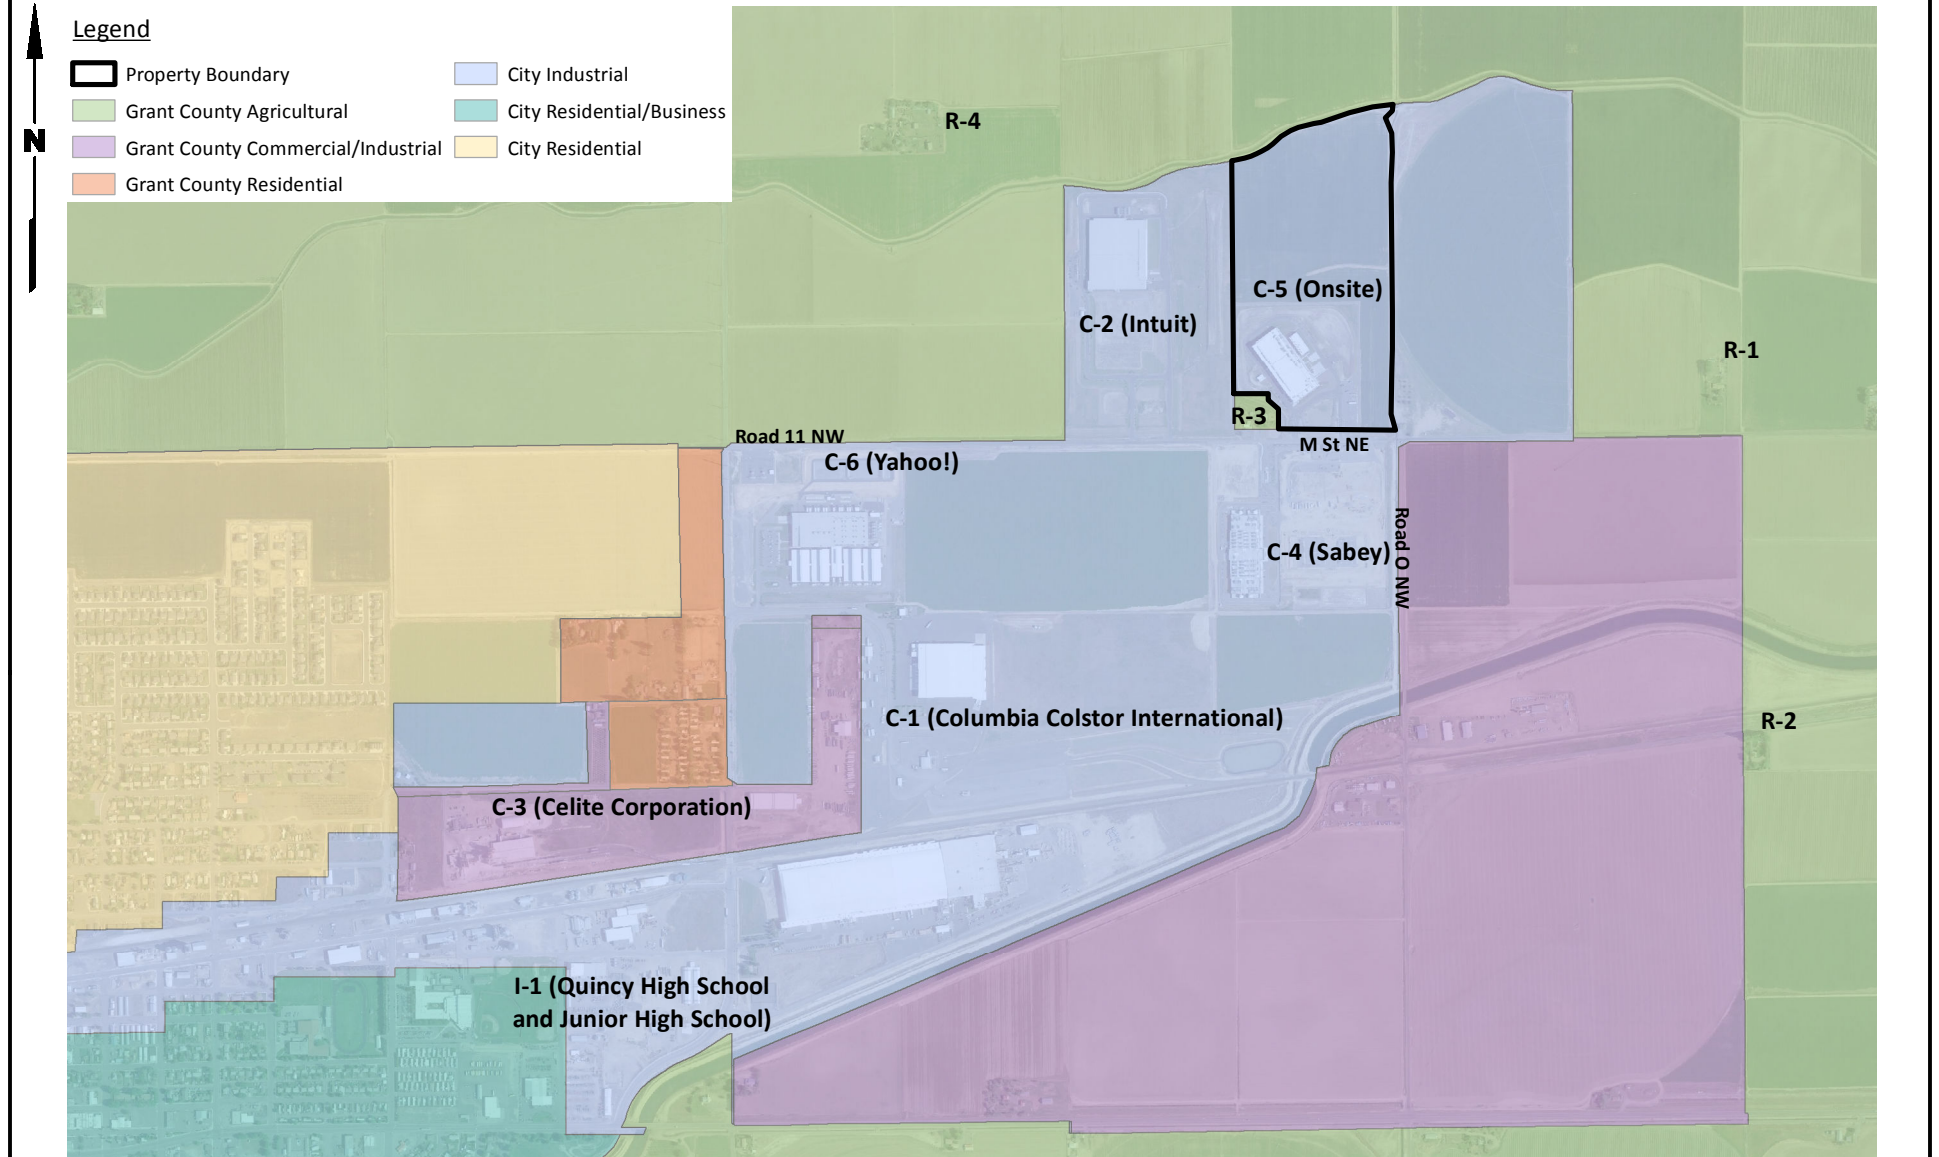 Legend
Property Boundary
Grant County Agricultural
Grant County Commercial/Industrial
Grant County Residential
City Industrial
City Residential/Business
City Residential
N
R-4
C-5 (Onsite)
C-2 (Intuit)
R-1
R-3
M St NE
Road 11 NW
C-6 (Yahoo!)
C-4 (Sabey)
Road O NW
C-1 (Columbia Colstor International)
R-2
C-3 (Celite Corporation)
I-1 (Quincy High School
and Junior High School)